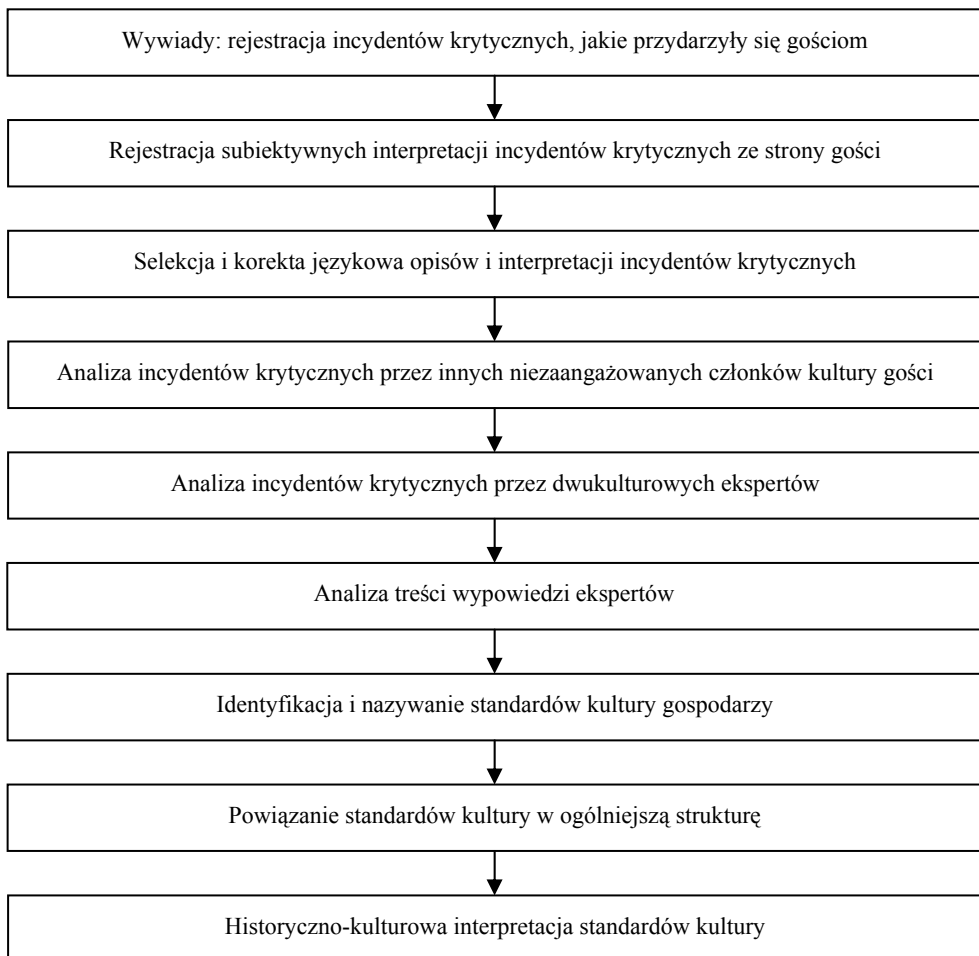 Wywiady: rejestracja incydentów krytycznych, jakie przydarzyły się gościom
Rejestracja subiektywnych interpretacji incydentów krytycznych ze strony gości
Selekcja i korekta językowa opisów i interpretacji incydentów krytycznych
Analiza incydentów krytycznych przez innych niezaangażowanych członków kultury gości
Analiza incydentów krytycznych przez dwukulturowych ekspertów
Analiza treści wypowiedzi ekspertów
Identyfikacja i nazywanie standardów kultury gospodarzy
Powiązanie standardów kultury w ogólniejszą strukturę
Historyczno-kulturowa interpretacja standardów kultury